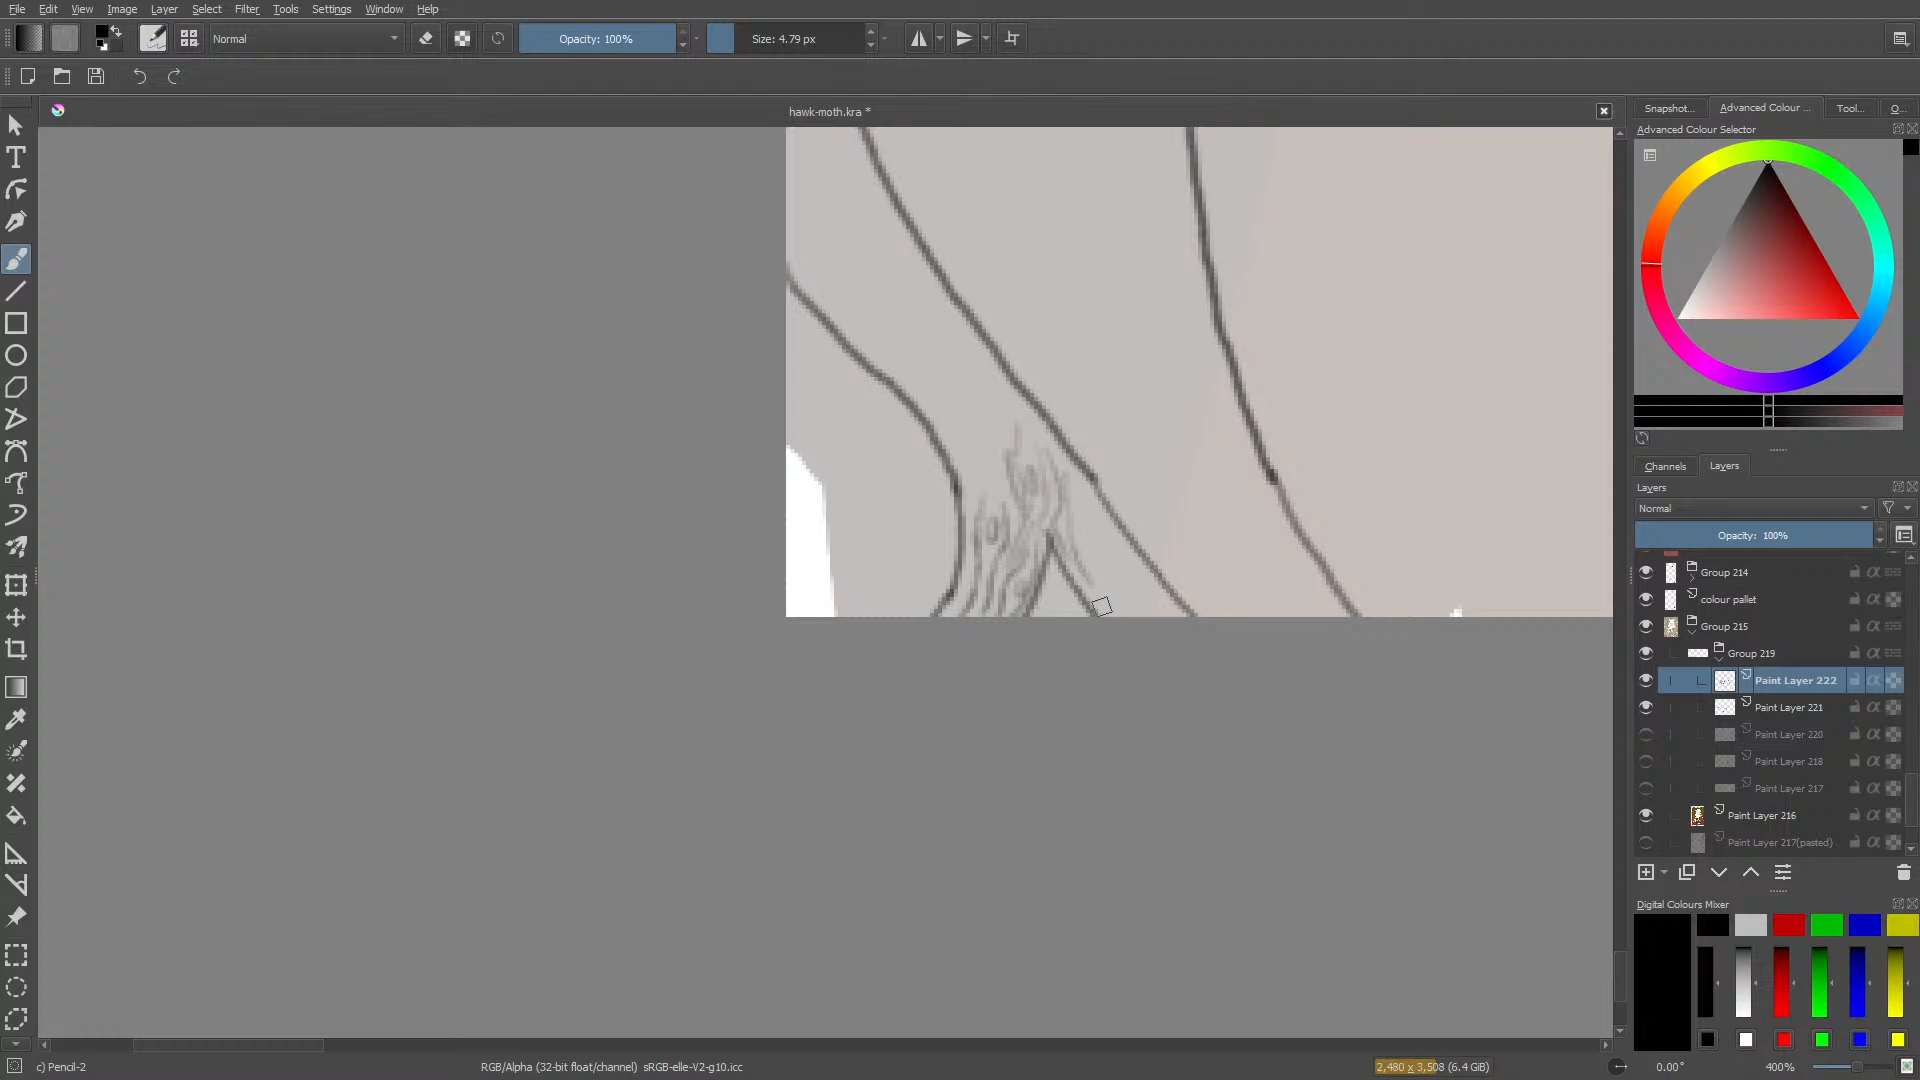 File Edit View Image Layer Select Filter Tools Settings Window Help
Normal Opacity: 100% Size: 4.79 px
hawk-moth.kra *
Snapshot... Advanced Colour ... Tool... O...
Advanced Colour Selector
Channels Layers
Layers
Normal
Opacity: 100%
Group 214
colour pallet
Group 215
Group 219
Paint Layer 222
Paint Layer 221
Paint Layer 220
Paint Layer 218
Paint Layer 217
Paint Layer 216
Paint Layer 217(pasted)
Digital Colours Mixer
c) Pencil-2 RGB/Alpha (32-bit float/channel) sRGB-elle-V2-g10.icc 2,480 x 3,508 (6.4 GiB) 0.00° 400%